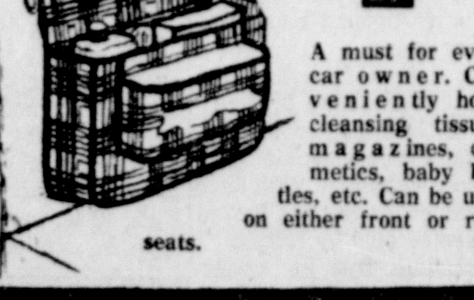 A must for ev
car owner. C
veniently ho
cleansing tissu
magazines, c
metics, baby b
tles, etc. Can be u
on either front or r
seats.